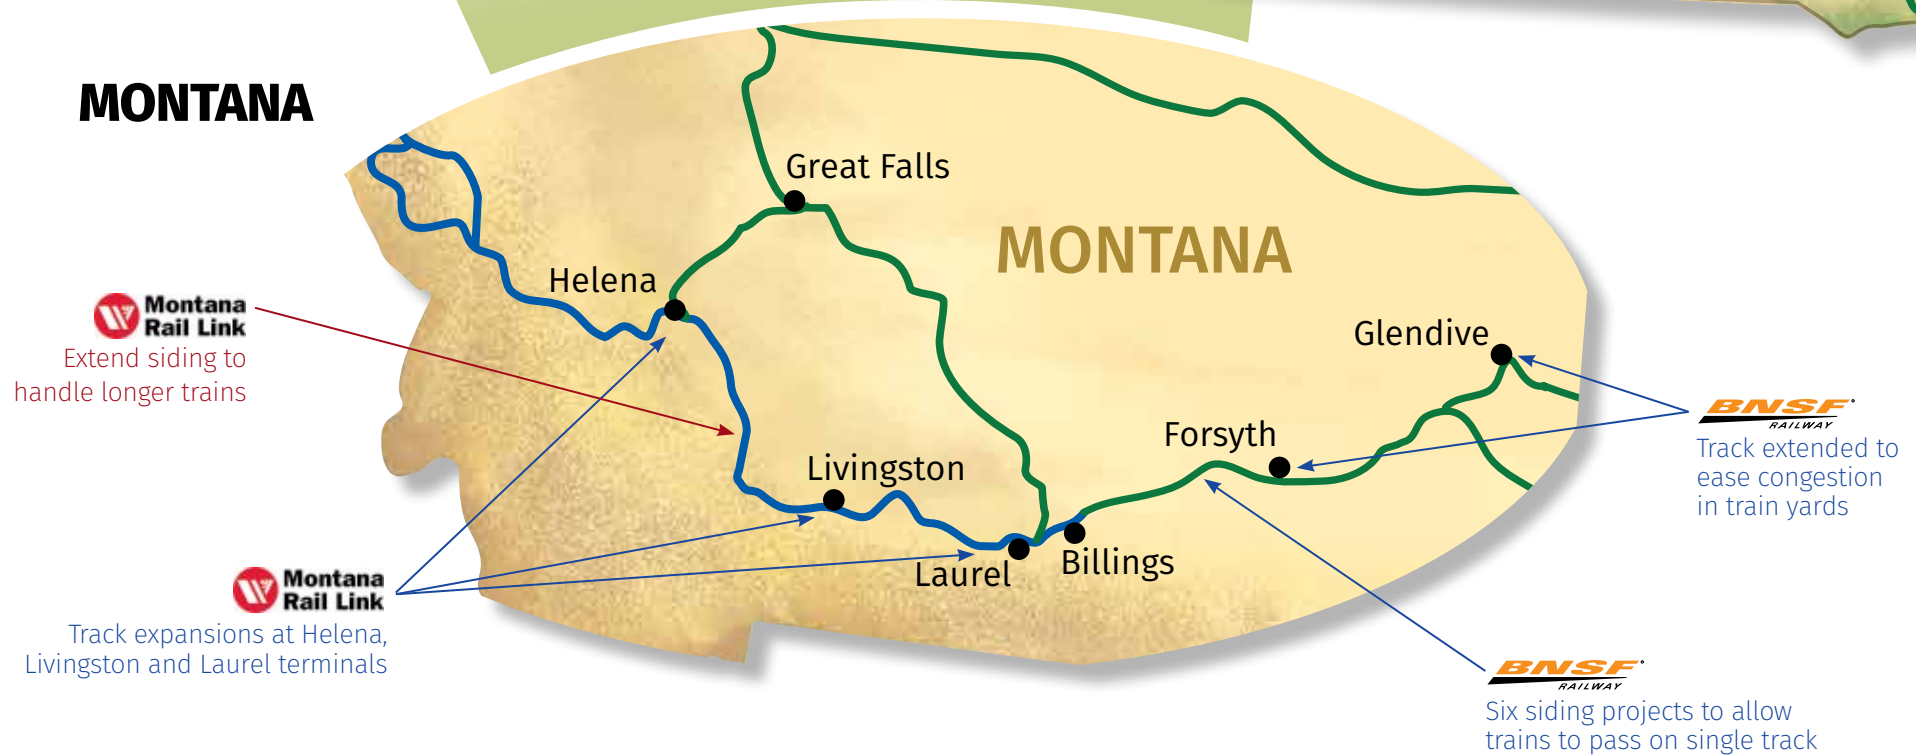 MONTANA
Great Falls
MONTANA
Helena
Montana
Rail Link
Extend siding to
handle longer trains
Glendive
BNSF
RAILWAY
Track extended to
ease congestion
in train yards
Forsyth
Livingston
Laurel
Billings
Montana
Rail Link
Track expansions at Helena,
Livingston and Laurel terminals
BNSF
RAILWAY
Six siding projects to allow
trains to pass on single track